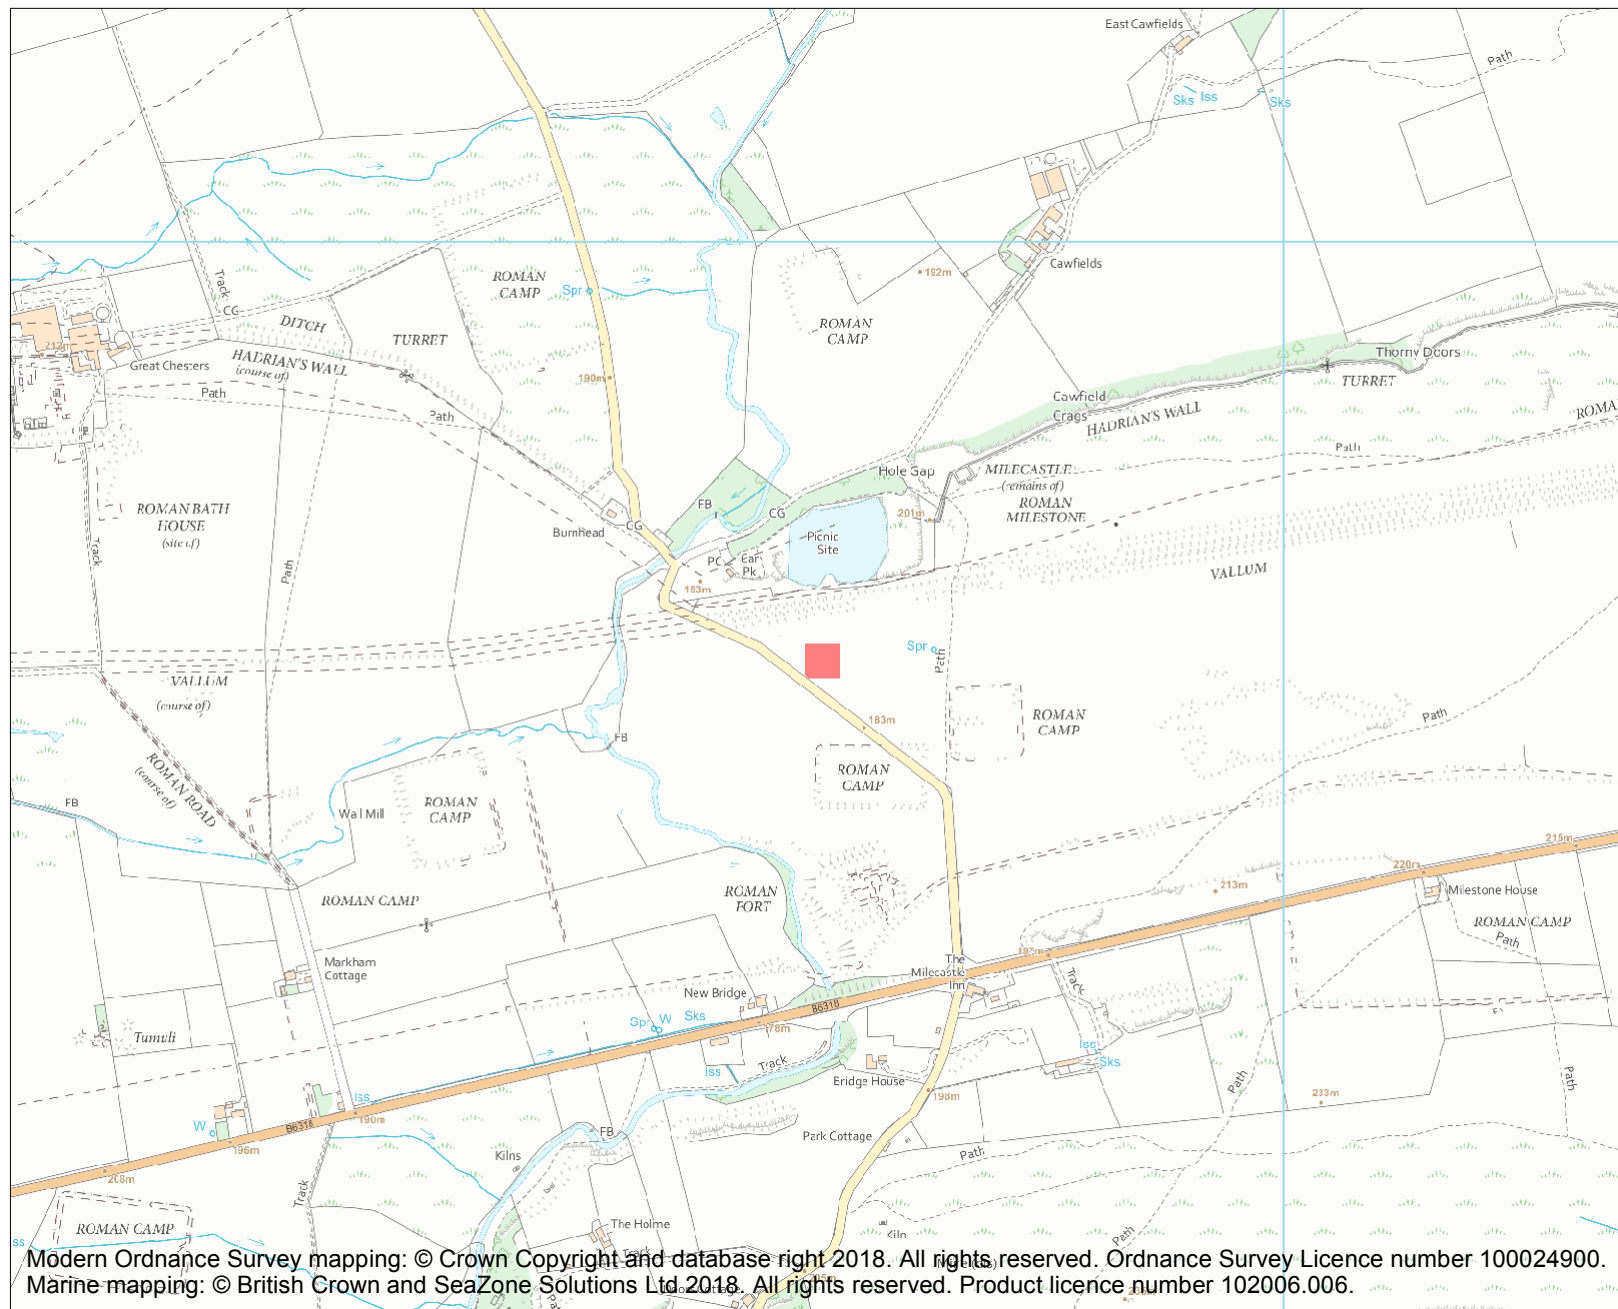 East Cawfields
Path
Sks Iss
Sks
Cawfields
192m
ROMAN
CAMP
Spr
ROMAN
CAMP
Track
CG
DITCH
TURRET
HADRIAN'S WALL
(course of)
212m
Great Chesters
Path
Path
190m
Thorny Doors
TURRET
Cawfield
Crags
HADRIAN'S WALL
Path
Hole Gap
MILECASTLE
(remains of)
ROMAN
MILESTONE
201m
ROMAN BATH
HOUSE
(site of)
Track
Path
Burnhead
CG
FB
CG
Picnic
Site
PC
Car
Pk
183m
VALLUM
Spr
Path
VALLUM
(course of)
ROMAN ROAD
(course of)
FB
FB
183m
ROMAN
CAMP
Path
ROMAN
CAMP
Wall Mill
ROMAN
CAMP
ROMAN CAMP
ROMAN
FORT
215m
220m
213m
Milestone House
ROMAN CAMP
Path
Markham
Cottage
New Bridge
The
Milecastle
Inn
Track
B6318
178m
Spr W Sks
Tumuli
Iss
Track
Bridge House
Iss
Sks
198m
Path
Path
233m
Iss
190m
B6318
W
196m
208m
Track
Kilns
FB
Park Cottage
Path
Path
ROMAN CAMP
The Holme
Track
Kiln
Modern Ordnance Survey mapping: © Crown Copyright and database right 2018. All rights reserved. Ordnance Survey Licence number 100024900.
Marine mapping: © British Crown and SeaZone Solutions Ltd 2018. All rights reserved. Product licence number 102006.006.